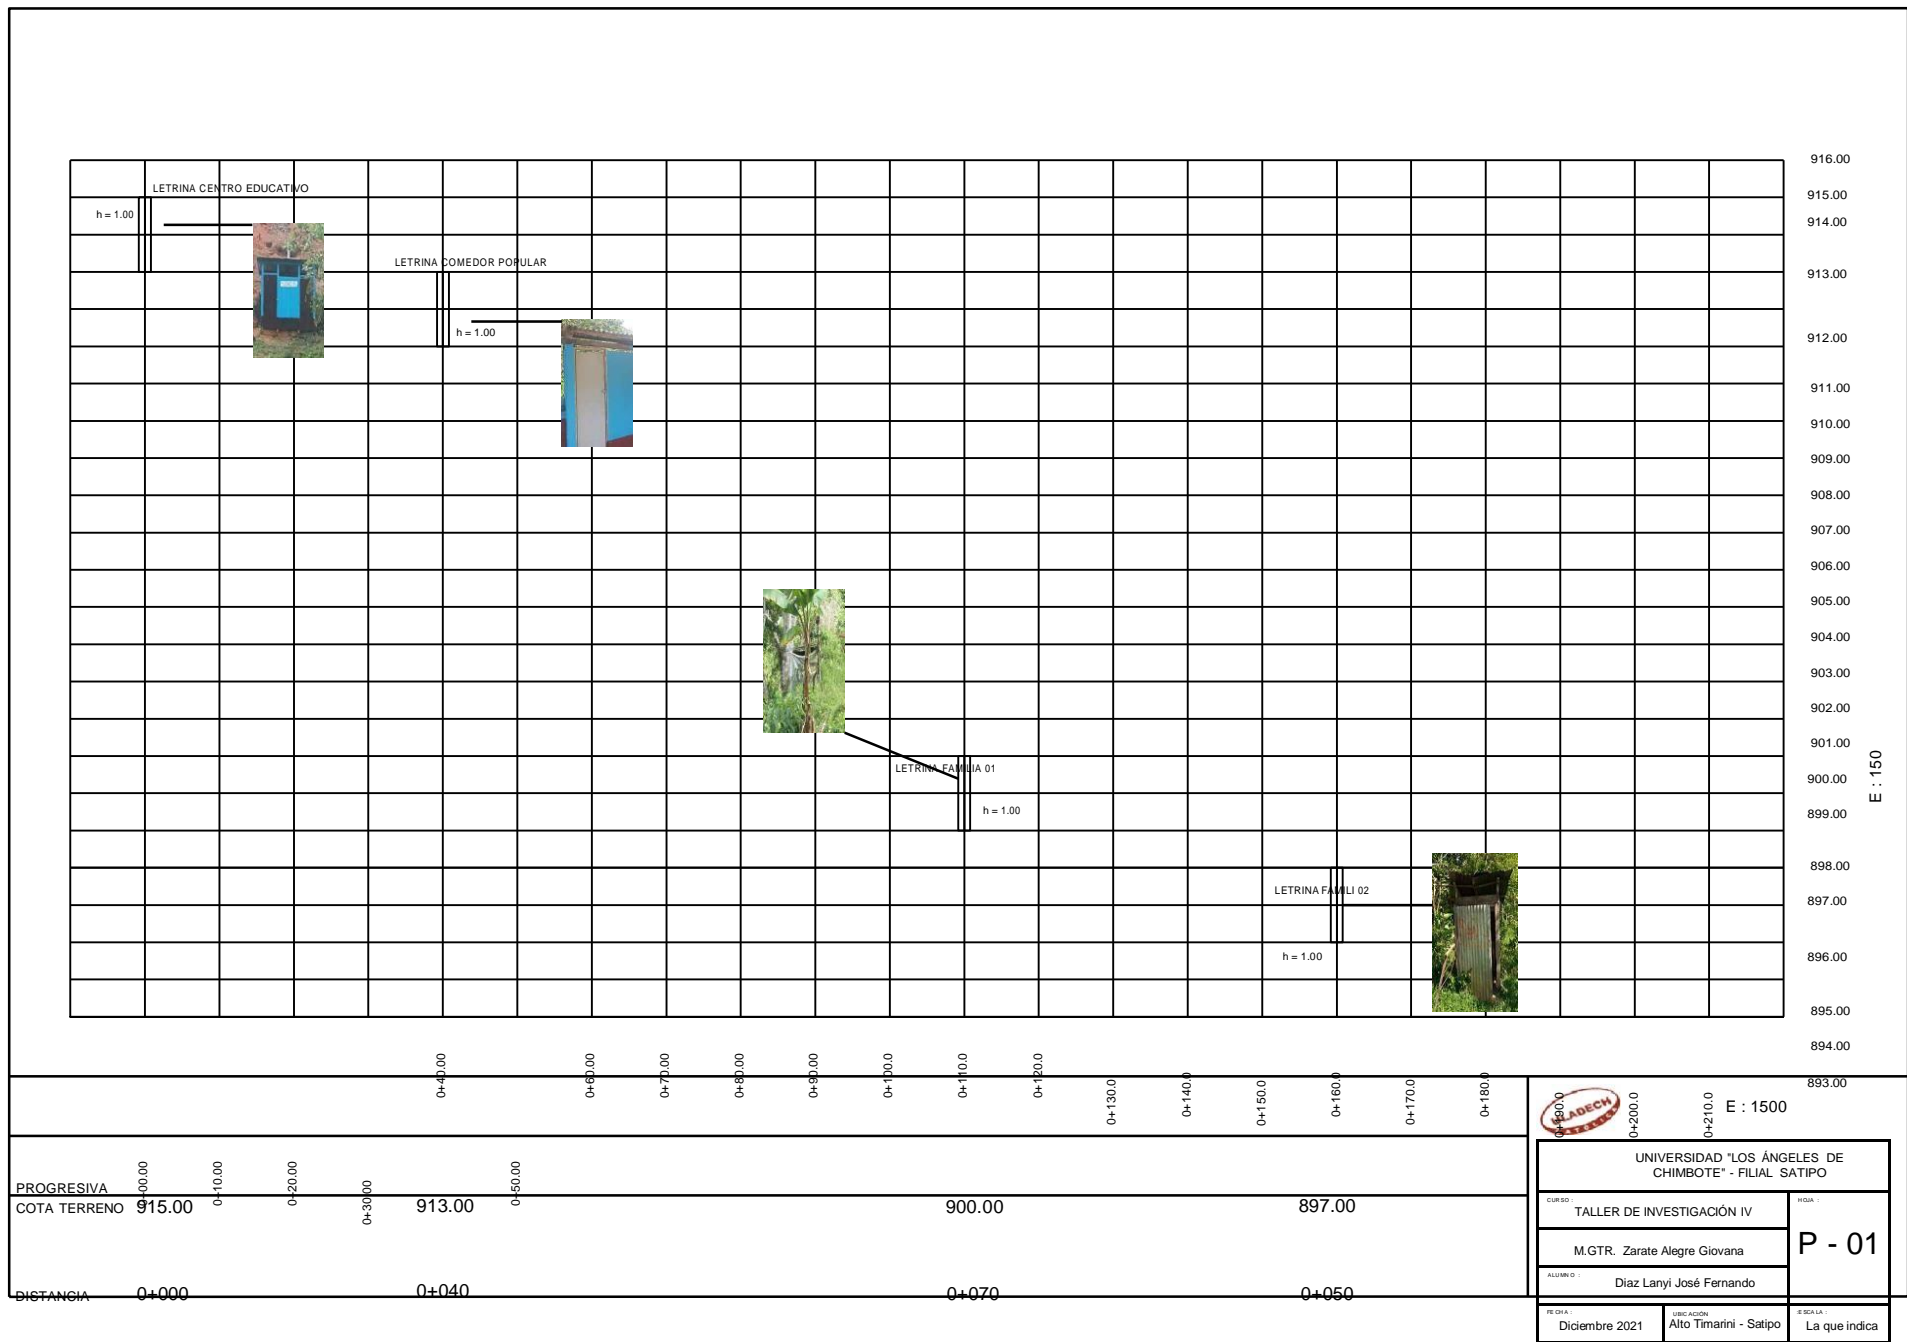 916.00
LETRINA CENTRO EDUCATIVO
915.00
h = 1.00
914.00
LETRINA COMEDOR POPULAR
913.00
h = 1.00
912.00
911.00
910.00
909.00
908.00
907.00
906.00
905.00
904.00
903.00
902.00
901.00
LETRINA FAMILIA 01
900.00
E : 150
h = 1.00
899.00
898.00
LETRINA FAMILI 02
897.00
h = 1.00
896.00
895.00
894.00
893.00
PROGRESIVA
0+00.00
0+10.00
0+20.00
0+30.00
0+40.00
0+50.00
0+60.00
0+70.00
0+80.00
0+90.00
0+100.0
0+110.0
0+120.0
0+130.0
0+140.0
0+150.0
0+160.0
0+170.0
0+180.0
0+190.0
0+200.0
0+210.0
E : 1500
COTA TERRENO 915.00 913.00 900.00 897.00
DISTANCIA 0+000 0+040 0+070 0+050
ULADECH
CATÓLICA
UNIVERSIDAD "LOS ÁNGELES DE
CHIMBOTE" - FILIAL SATIPO
CURSO :
TALLER DE INVESTIGACIÓN IV
HOJA :
P - 01
M.GTR. Zarate Alegre Giovana
ALUMNO :
Diaz Lanyi José Fernando
FECHA :
Diciembre 2021
UBICACIÓN
Alto Timarini - Satipo
ESCALA :
La que indica